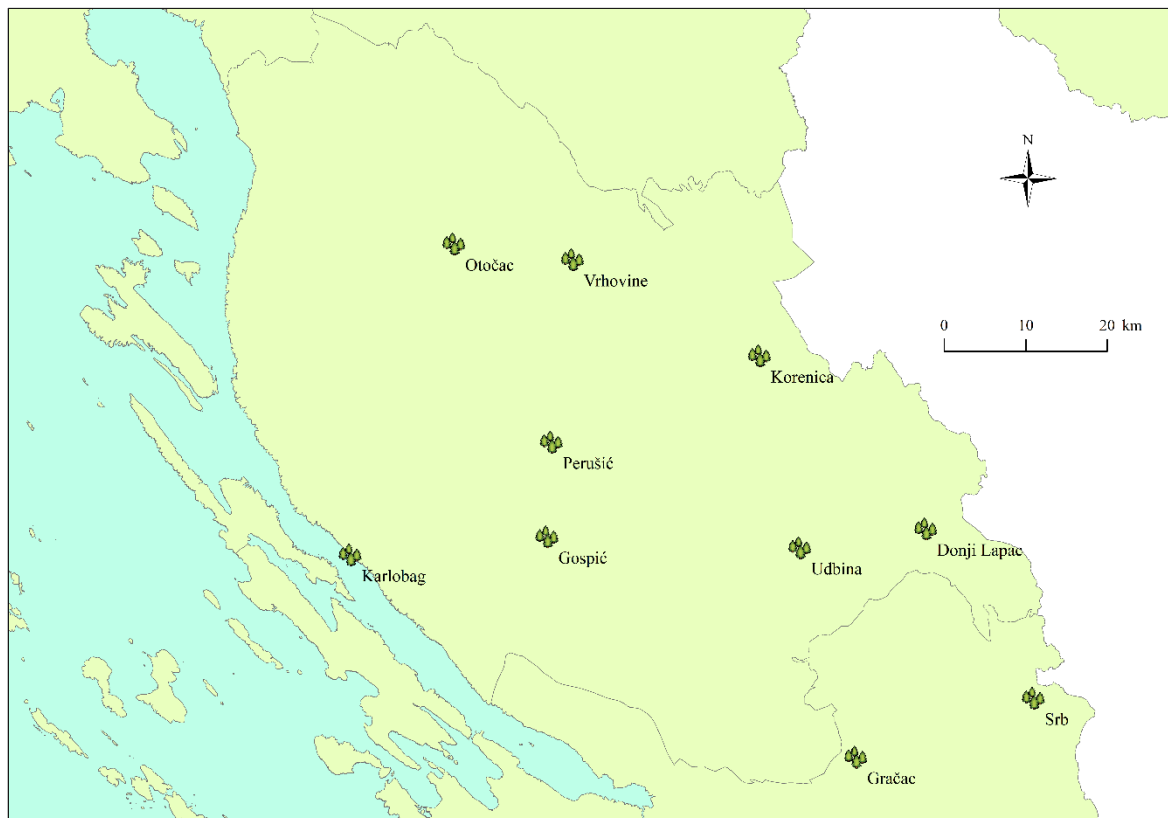 N
Otočac
Vrhovine
0 10 20 km
Korenica
Perušić
Gospić
Udbina
Donji Lapac
Karlobag
Srb
Gračac